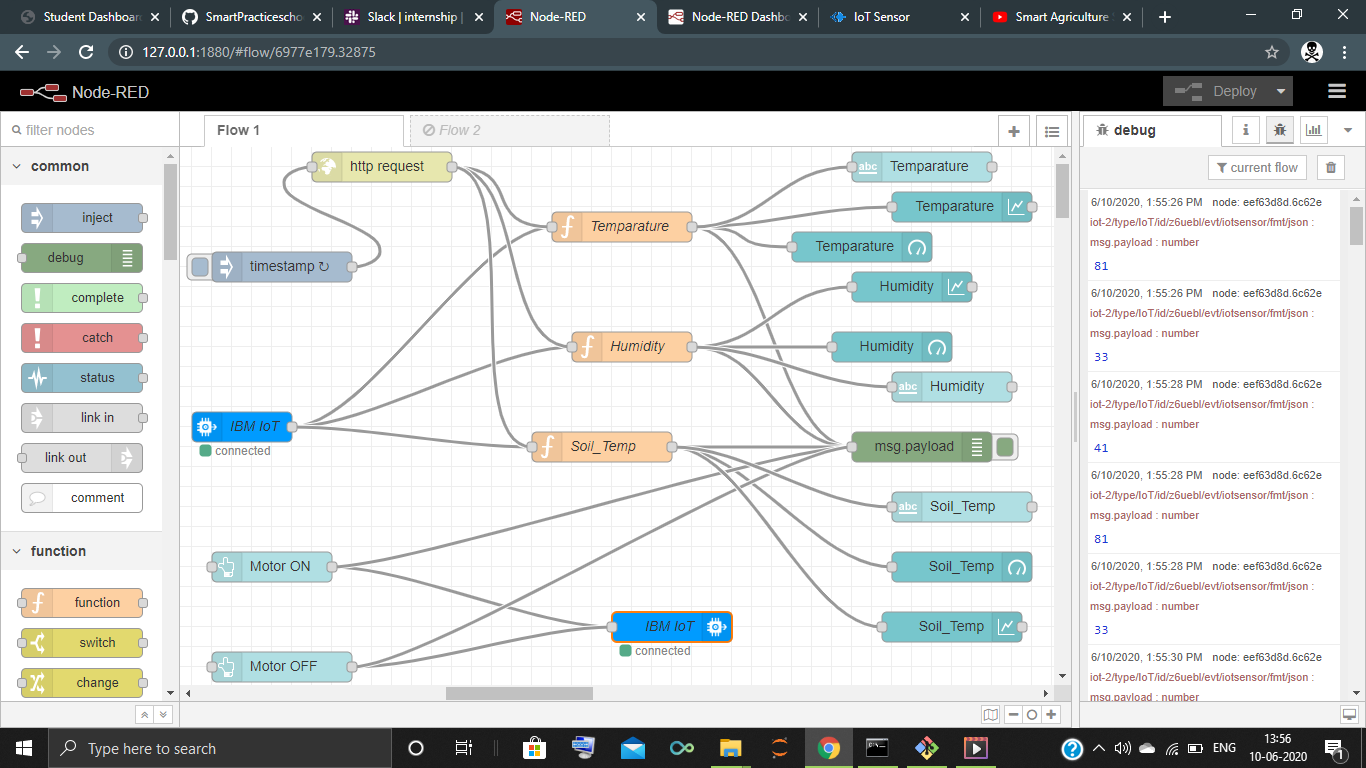 Student Dashboar
SmartPracticescho
Slack | internship |
Node-RED
Node-RED Dashbo
IoT Sensor
Smart Agriculture
127.0.0.1:1880/#flow/6977e179.32875
Node-RED
Deploy
filter nodes
common
inject
debug
complete
catch
status
link in
link out
comment
function
function
switch
change
Flow 1
Flow 2
http request
timestamp ↻
IBM IoT
connected
Motor ON
Motor OFF
Temparature
Humidity
Soil_Temp
IBM IoT
connected
abc Temparature
Temparature
Temparature
Humidity
Humidity
abc Humidity
msg.payload
abc Soil_Temp
Soil_Temp
Soil_Temp
debug
i
current flow
6/10/2020, 1:55:26 PM node: eef63d8d.6c62e
iot-2/type/IoT/id/z6uebl/evt/iotsensor/fmt/json :
msg.payload : number
81
6/10/2020, 1:55:26 PM node: eef63d8d.6c62e
iot-2/type/IoT/id/z6uebl/evt/iotsensor/fmt/json :
msg.payload : number
33
6/10/2020, 1:55:28 PM node: eef63d8d.6c62e
iot-2/type/IoT/id/z6uebl/evt/iotsensor/fmt/json :
msg.payload : number
41
6/10/2020, 1:55:28 PM node: eef63d8d.6c62e
iot-2/type/IoT/id/z6uebl/evt/iotsensor/fmt/json :
msg.payload : number
81
6/10/2020, 1:55:28 PM node: eef63d8d.6c62e
iot-2/type/IoT/id/z6uebl/evt/iotsensor/fmt/json :
msg.payload : number
33
6/10/2020, 1:55:30 PM node: eef63d8d.6c62e
iot-2/type/IoT/id/z6uebl/evt/iotsensor/fmt/json :
msg.payload : number
Type here to search
ENG
13:56
10-06-2020
1